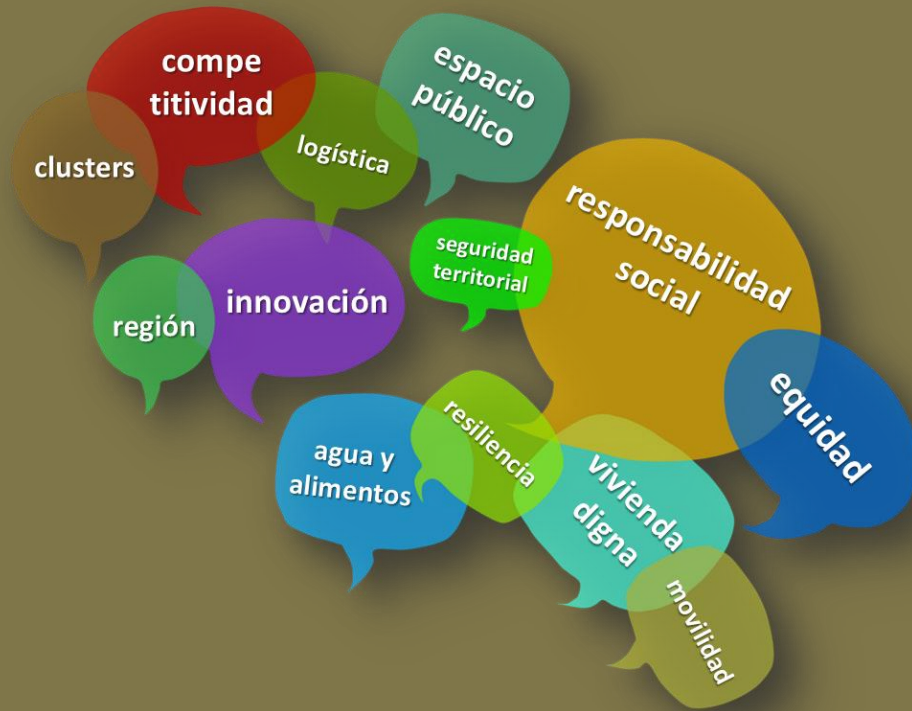 compe
titividad
espacio
público
clusters
logística
responsabilidad
social
seguridad
territorial
región
innovación
equidad
agua y
alimentos
resiliencia
vivienda
digna
movilidad